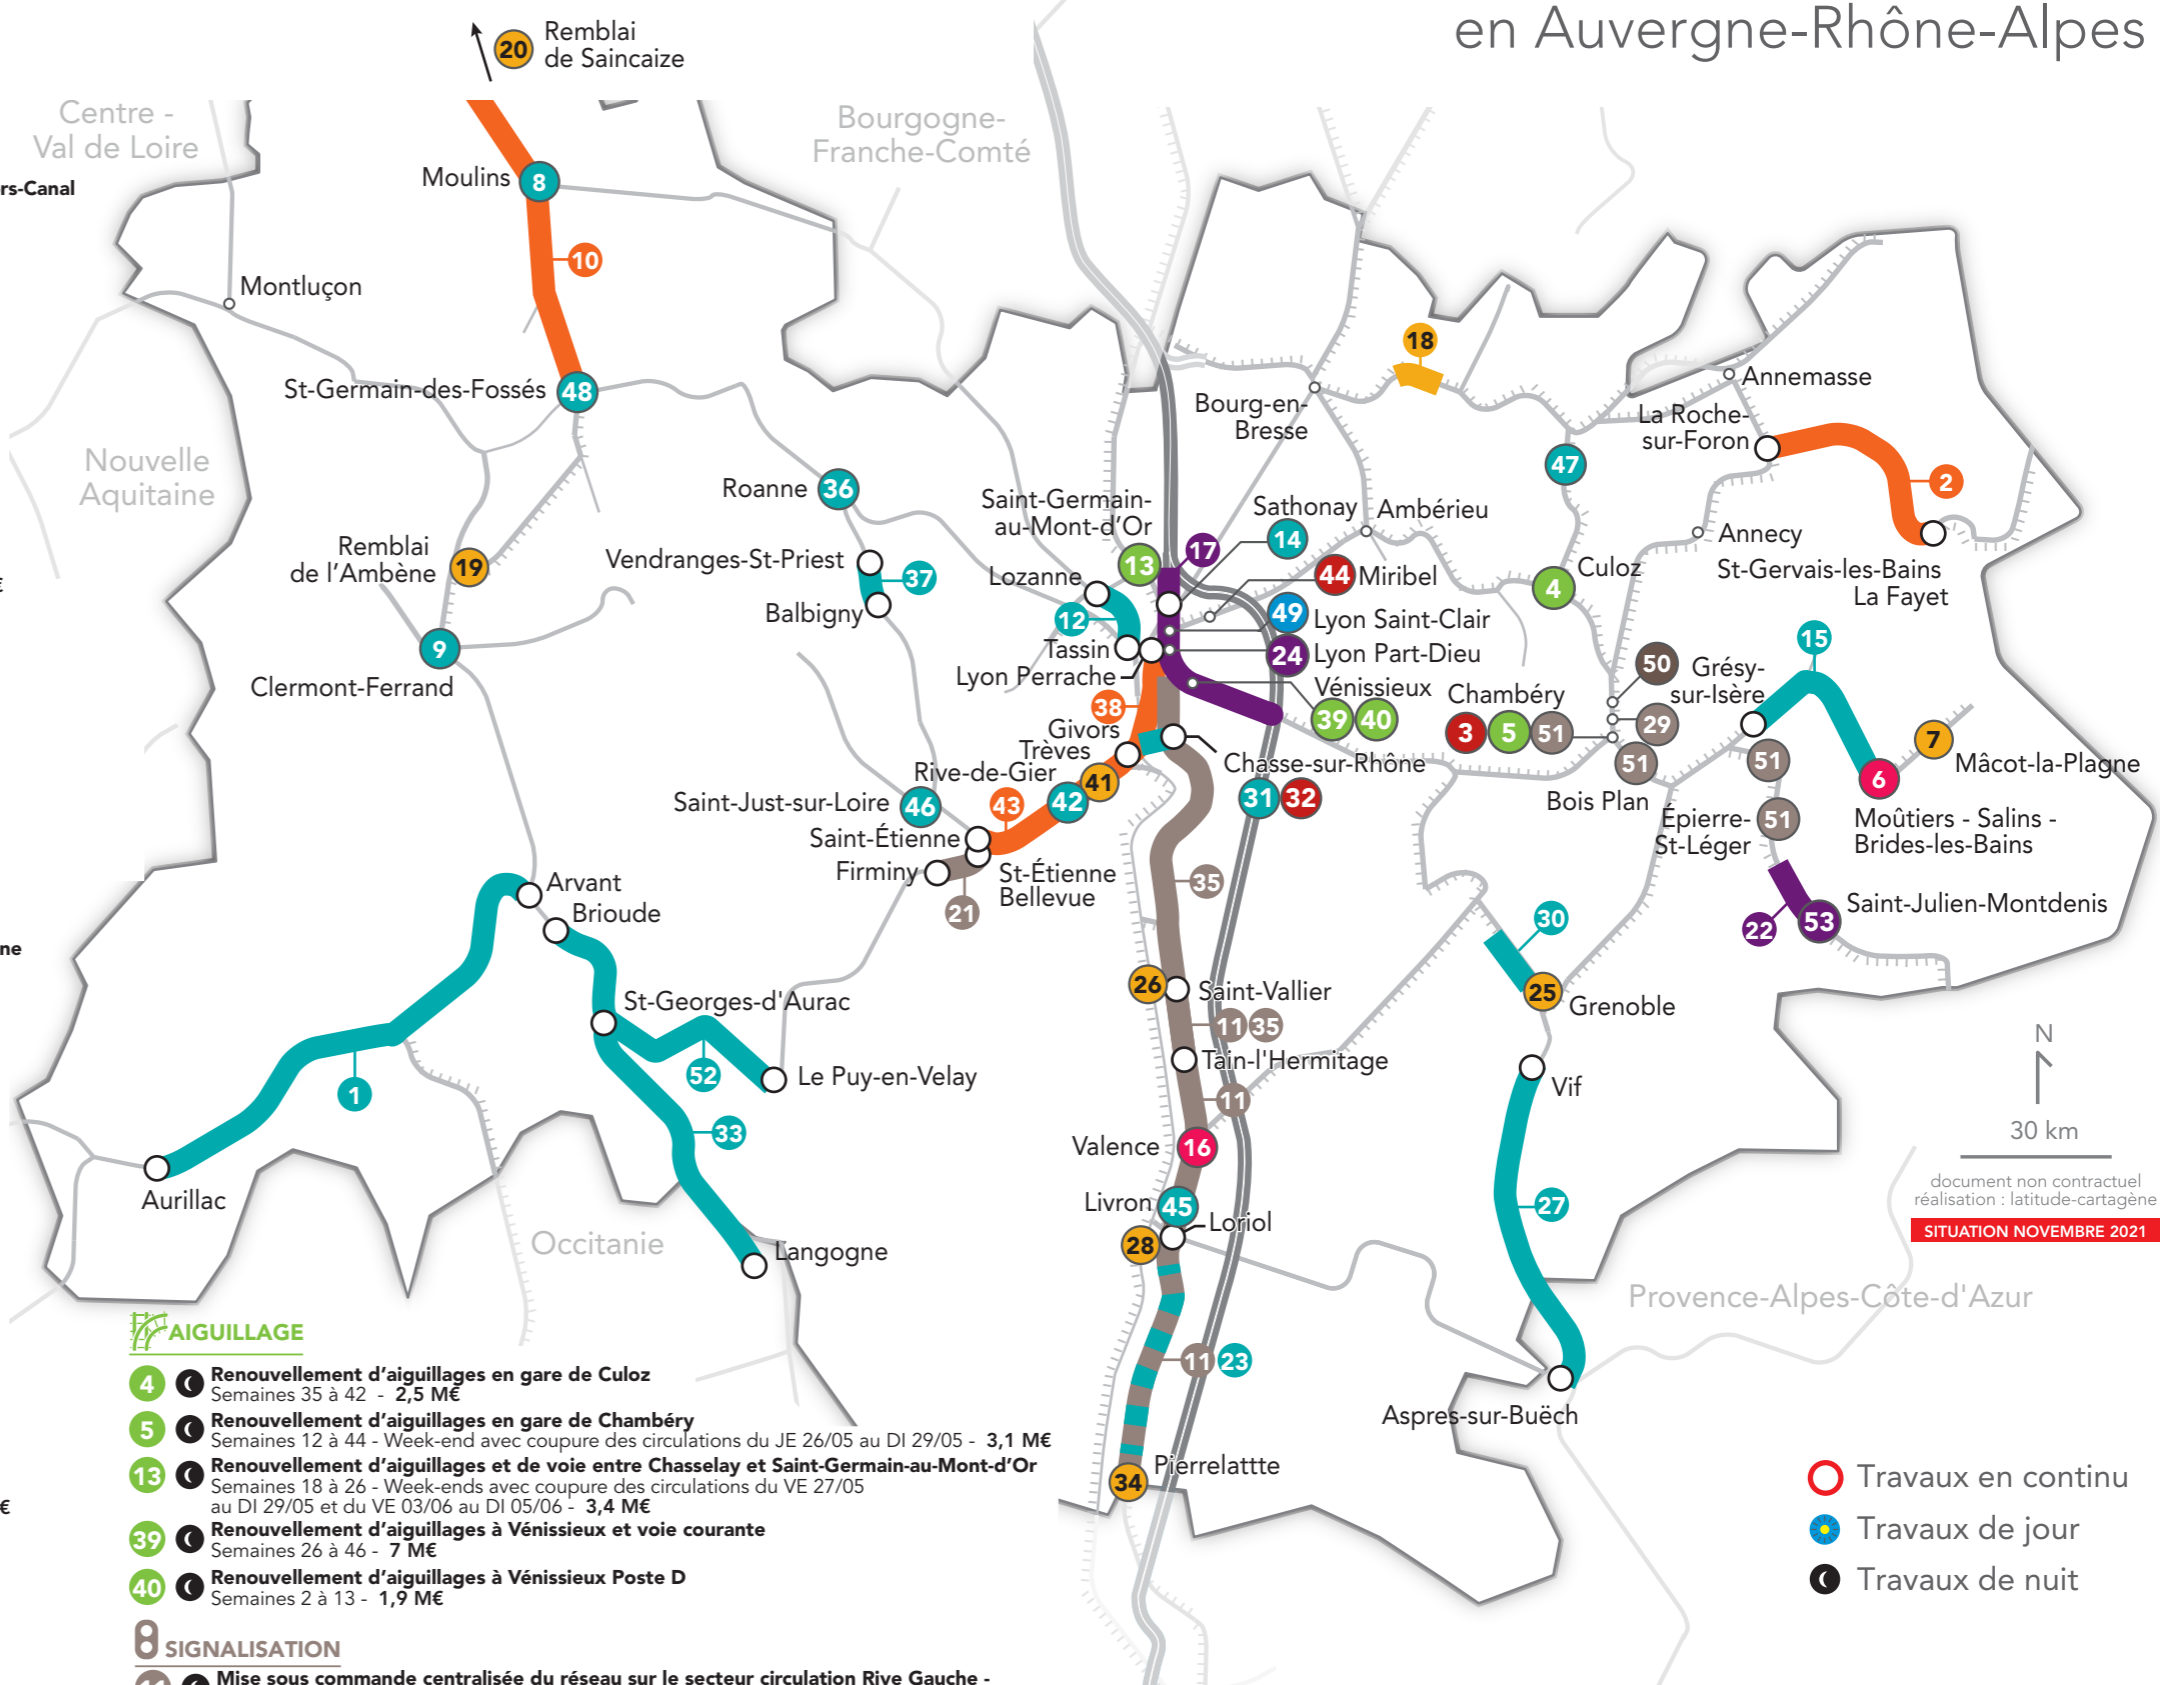 en Auvergne-Rhône-Alpes
20
Remblai
de Saincaize
Centre -
Val de Loire
Bourgogne-
Franche-Comté
rs-Canal
Moulins
8
10
Montluçon
18
St-Germain-des-Fossés
48
Annemasse
Bourg-en-
Bresse
La Roche-
sur-Foron
Nouvelle
Aquitaine
47
2
Roanne
36
Saint-Germain-
au-Mont-d'Or
Sathonay
Ambérieu
14
Annecy
Remblai
de l'Ambène
19
Vendranges-St-Priest
37
13
17
Lozanne
44
Miribel
4
Culoz
St-Gervais-les-Bains
La Fayet
€
Balbigny
12
49
Lyon Saint-Clair
15
9
Tassin
24
Lyon Part-Dieu
50
Grésy-
sur-Isère
Clermont-Ferrand
Lyon Perrache
Vénissieux
39
40
Chambéry
3
5
51
29
38
Givors
Trèves
7
Mâcot-la-Plagne
Rive-de-Gier
41
Chasse-sur-Rhône
51
51
6
Saint-Just-sur-Loire
46
43
42
31
32
Bois Plan
Épierre-
St-Léger
51
Moûtiers - Salins -
Brides-les-Bains
Saint-Étienne
Firminy
St-Étienne
Bellevue
21
35
Arvant
Brioude
30
22
53
Saint-Julien-Montdenis
ne
26
Saint-Vallier
25
Grenoble
St-Georges-d'Aurac
11
35
N
30 km
52
Le Puy-en-Velay
Tain-l'Hermitage
Vif
1
11
33
Valence
16
document non contractuel
réalisation : latitude-cartagène
SITUATION NOVEMBRE 2021
Aurillac
Livron
45
Loriol
27
Occitanie
Langogne
28
Provence-Alpes-Côte-d'Azur
11
23
Aspres-sur-Buëch
Pierrelattte
34
AIGUILLAGE
4
Renouvellement d'aiguillages en gare de Culoz
Semaines 35 à 42 - 2,5 M€
5
Renouvellement d'aiguillages en gare de Chambéry
Semaines 12 à 44 - Week-end avec coupure des circulations du JE 26/05 au DI 29/05 - 3,1 M€
13
Renouvellement d'aiguillages et de voie entre Chasselay et Saint-Germain-au-Mont-d'Or
Semaines 18 à 26 - Week-ends avec coupure des circulations du VE 27/05
au DI 29/05 et du VE 03/06 au DI 05/06 - 3,4 M€
€
39
Renouvellement d'aiguillages à Vénissieux et voie courante
Semaines 26 à 46 - 7 M€
40
Renouvellement d'aiguillages à Vénissieux Poste D
Semaines 2 à 13 - 1,9 M€
SIGNALISATION
Mise sous commande centralisée du réseau sur le secteur circulation Rive Gauche -
Travaux en continu
Travaux de jour
Travaux de nuit